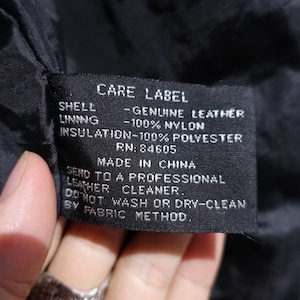 CARE LABEL
SHELL -GENUINE LEATHER
LINING -100% NYLON
INSULATION-100% POLYESTER
RN: 84605
MADE IN CHINA
SEND TO A PROFESSIONAL
LEATHER CLEANER.
DO NOT WASH OR DRY-CLEAN
BY FABRIC METHOD.